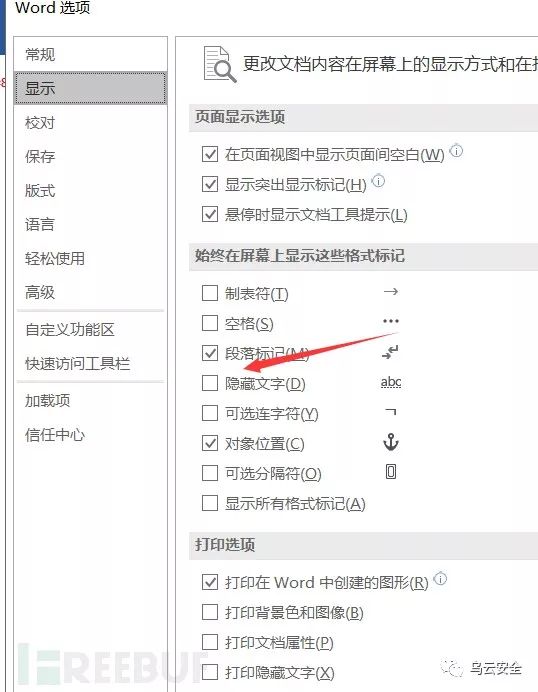 Word 选项
常规
显示
校对
保存
版式
语言
轻松使用
高级
自定义功能区
快速访问工具栏
加载项
信任中心
更改文档内容在屏幕上的显示方式和在
页面显示选项
在页面视图中显示页面间空白(W)
显示突出显示标记(H)
悬停时显示文档工具提示(L)
始终在屏幕上显示这些格式标记
制表符(T)
空格(S)
段落标记(M)
隐藏文字(D) abc
可选连字符(Y)
对象位置(C)
可选分隔符(O)
显示所有格式标记(A)
打印选项
打印在 Word 中创建的图形(R)
打印背景色和图像(B)
打印文档属性(P)
打印隐藏文字(X)
FREEBUF
乌云安全